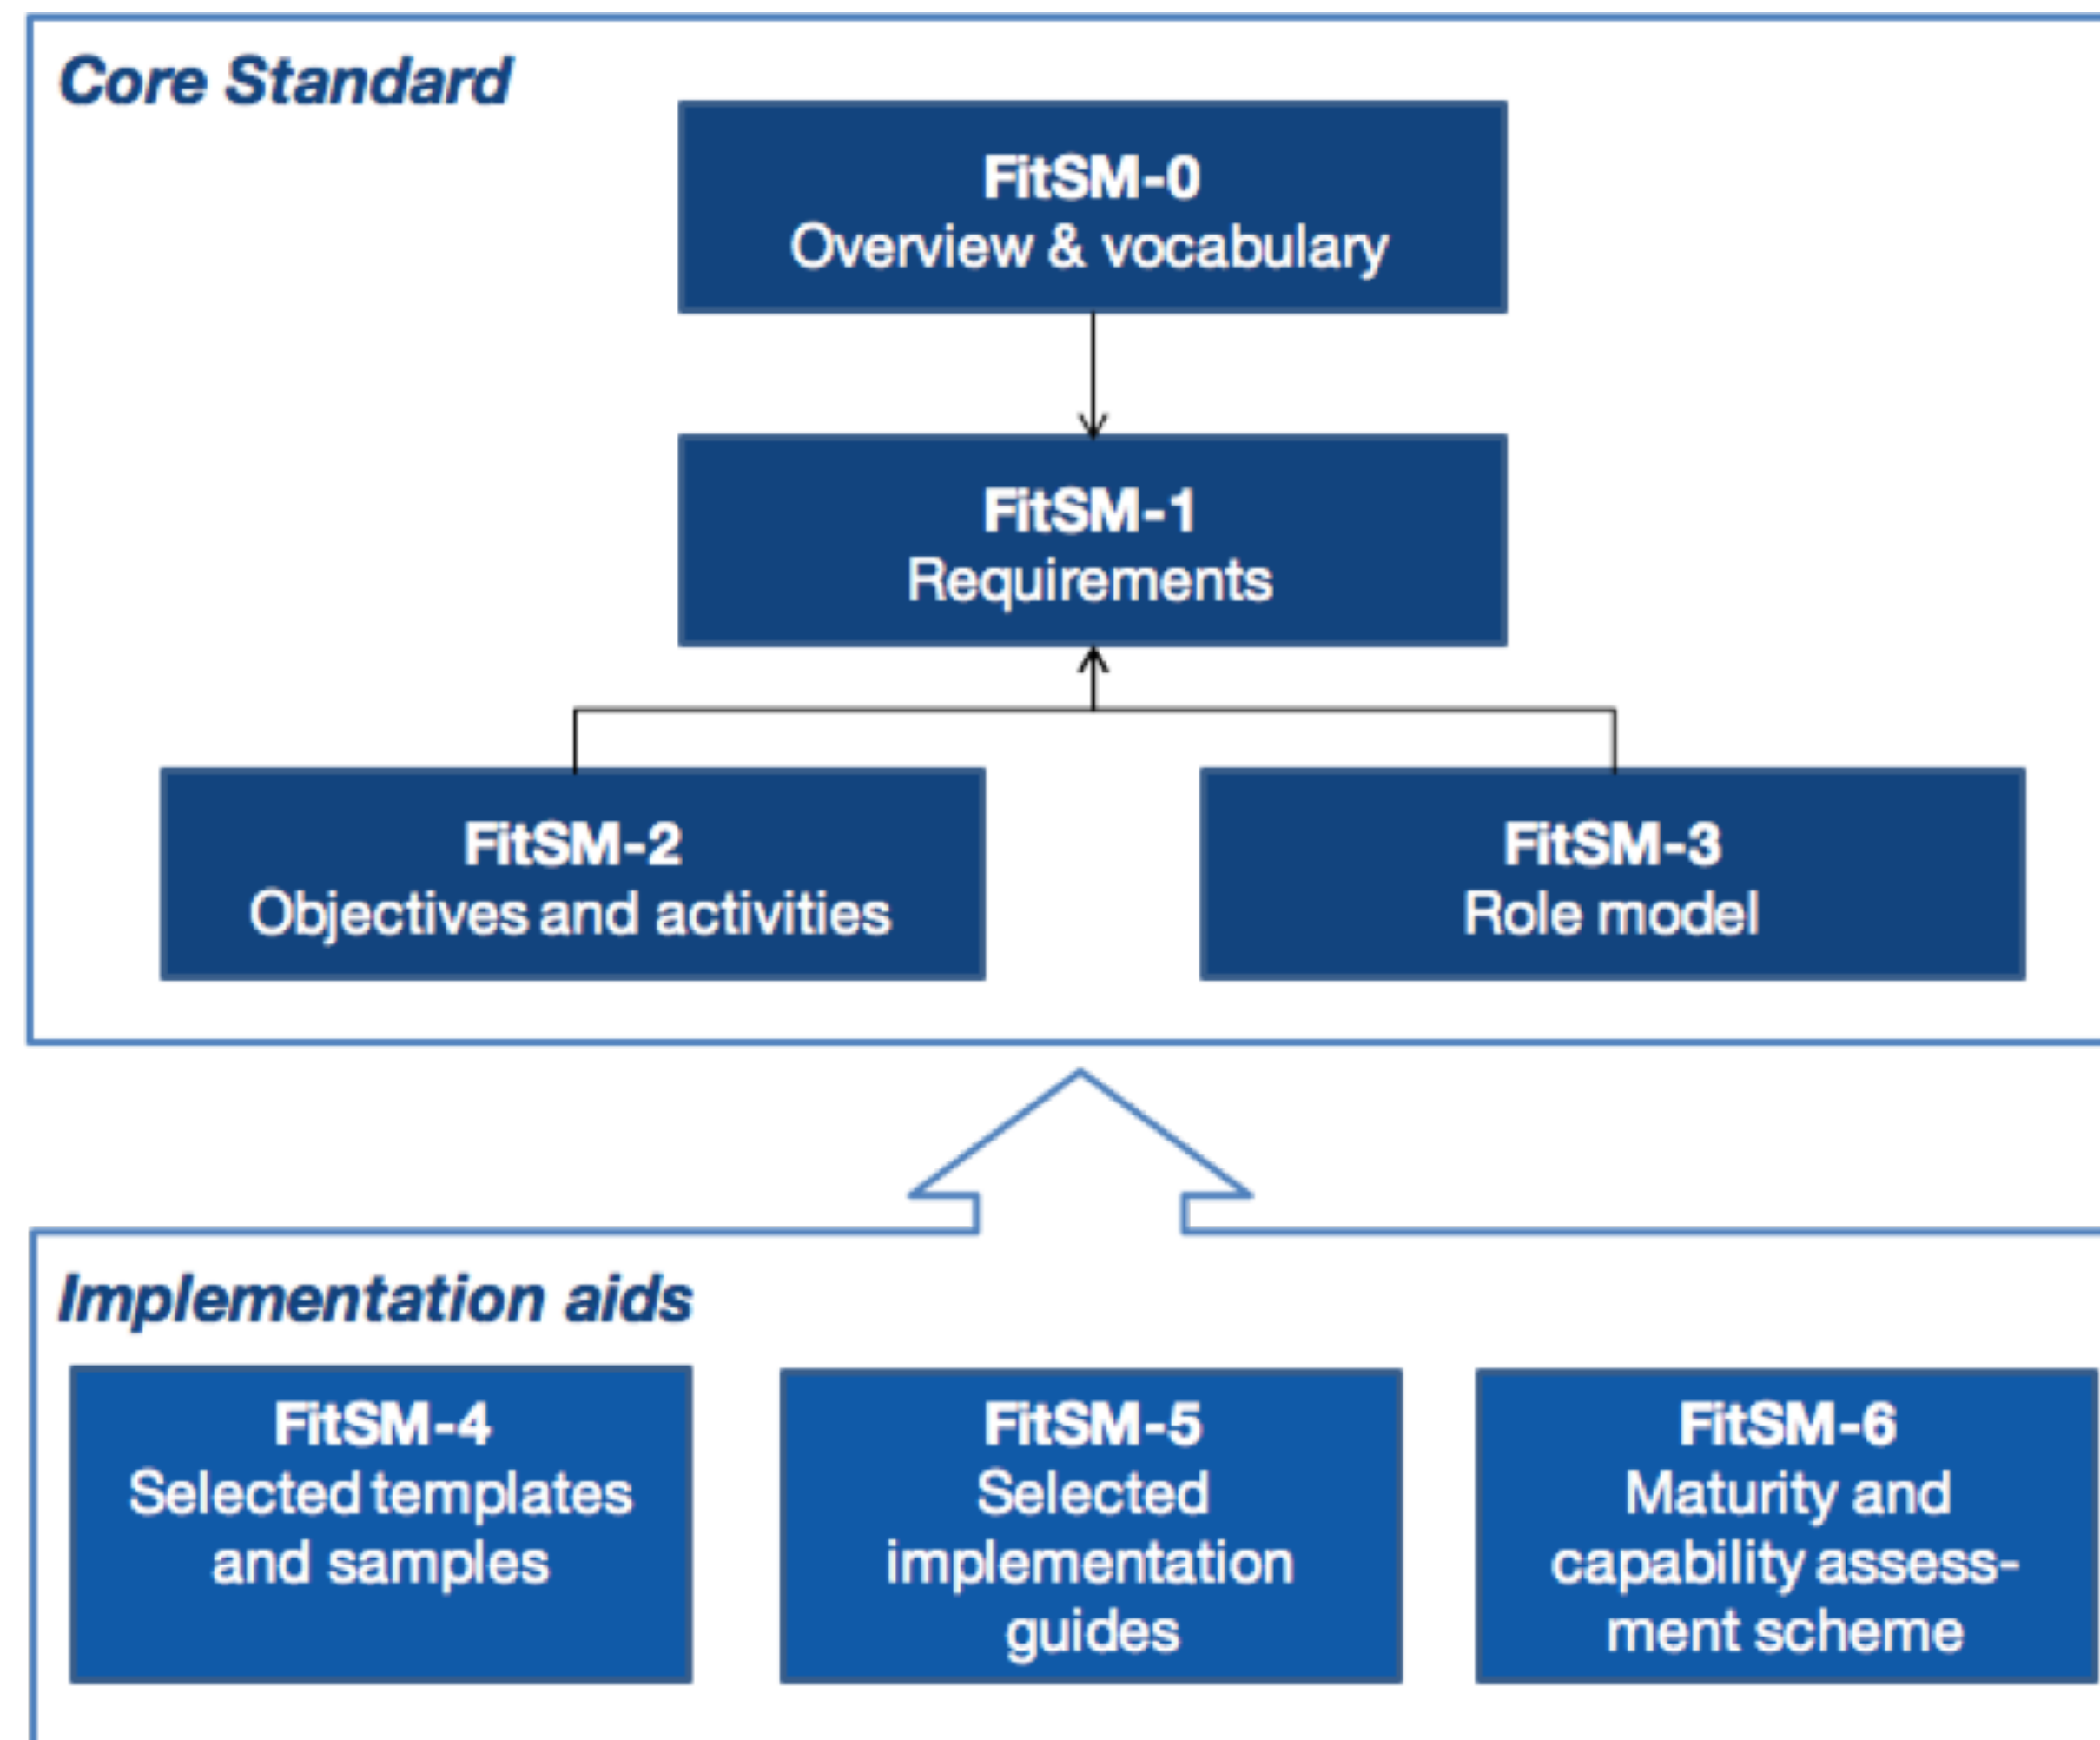 Core Standard
FitSM-0
Overview & vocabulary
FitSM-1
Requirements
FitSM-2
Objectives and activities
FitSM-3
Role model
Implementation aids
FitSM-4
Selected templates
and samples
FitSM-5
Selected
implementation
guides
FitSM-6
Maturity and
capability assess-
ment scheme